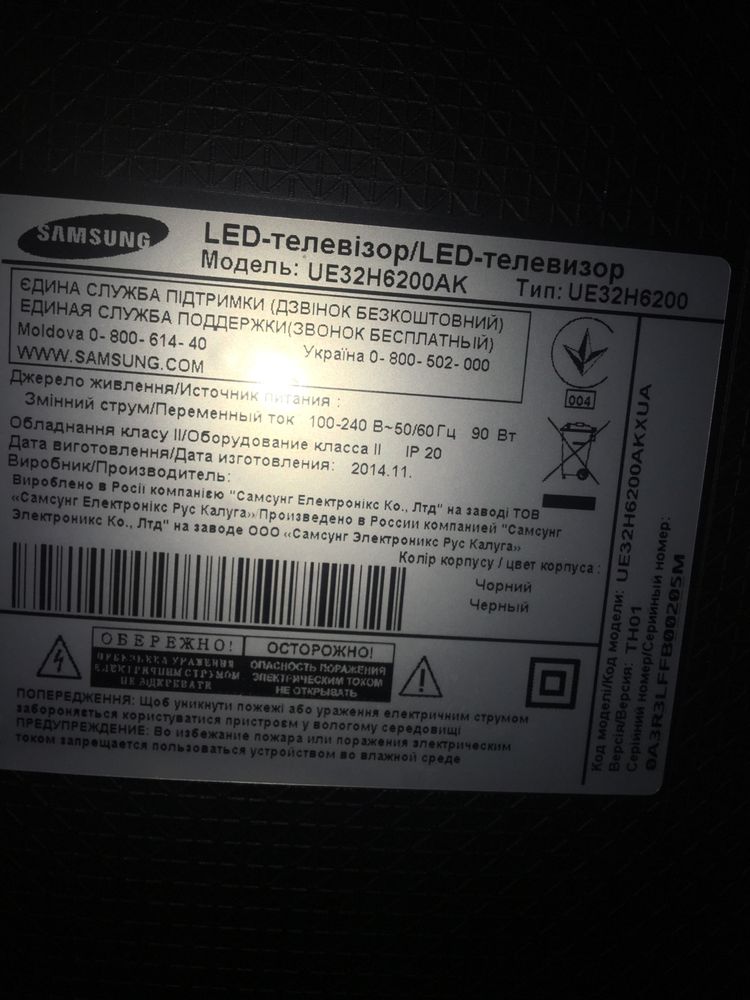 SAMSUNG
LED-телевізор/LED-телевизор
Модель: UE32H6200AK Тип: UE32H6200
ЄДИНА СЛУЖБА ПІДТРИМКИ (ДЗВІНОК БЕЗКОШТОВНИЙ)
ЕДИНАЯ СЛУЖБА ПОДДЕРЖКИ(ЗВОНОК БЕСПЛАТНЫЙ)
Moldova 0- 800- 614- 40 Україна 0- 800- 502- 000
WWW.SAMSUNG.COM
004
Джерело живлення/Источник питания :
Змінний струм/Переменный ток 100-240 В~50/60 Гц 90 Вт
Обладнання класу II/Оборудование класса II IP 20
Дата виготовлення/Дата изготовления: 2014.11.
Виробник/Производитель:
Вироблено в Росії компанією "Самсунг Електронікс Ко., Лтд" на заводі ТОВ
«Самсунг Електронікс Рус Калуга»/Произведено в России компанией "Самсунг
Электроникс Ко., Лтд" на заводе ООО «Самсунг Электроникс Рус Калуга»
Колір корпусу / цвет корпуса :
Чорний
Черный
ОБЕРЕЖНО!
НЕБЕЗПЕКА УРАЖЕННЯ
ЕЛЕКТРИЧНИМ СТРУМОМ
НЕ ВІДКРИВАТИ
ОСТОРОЖНО!
ОПАСНОСТЬ ПОРАЖЕНИЯ
ЭЛЕКТРИЧЕСКИМ ТОКОМ
НЕ ОТКРЫВАТЬ
ПОПЕРЕДЖЕННЯ: Щоб уникнути пожежі або ураження електричним струмом
забороняється користуватися пристроєм у вологому середовищі
ПРЕДУПРЕЖДЕНИЕ: Во избежание пожара или поражения электрическим
током запрещается пользоваться устройством во влажной среде
Код моделі/Код модели: UE32H6200AKXUA
Версія/Версия: TH01
Серійний номер/Серийный номер:
0A3R3LFFB00205M